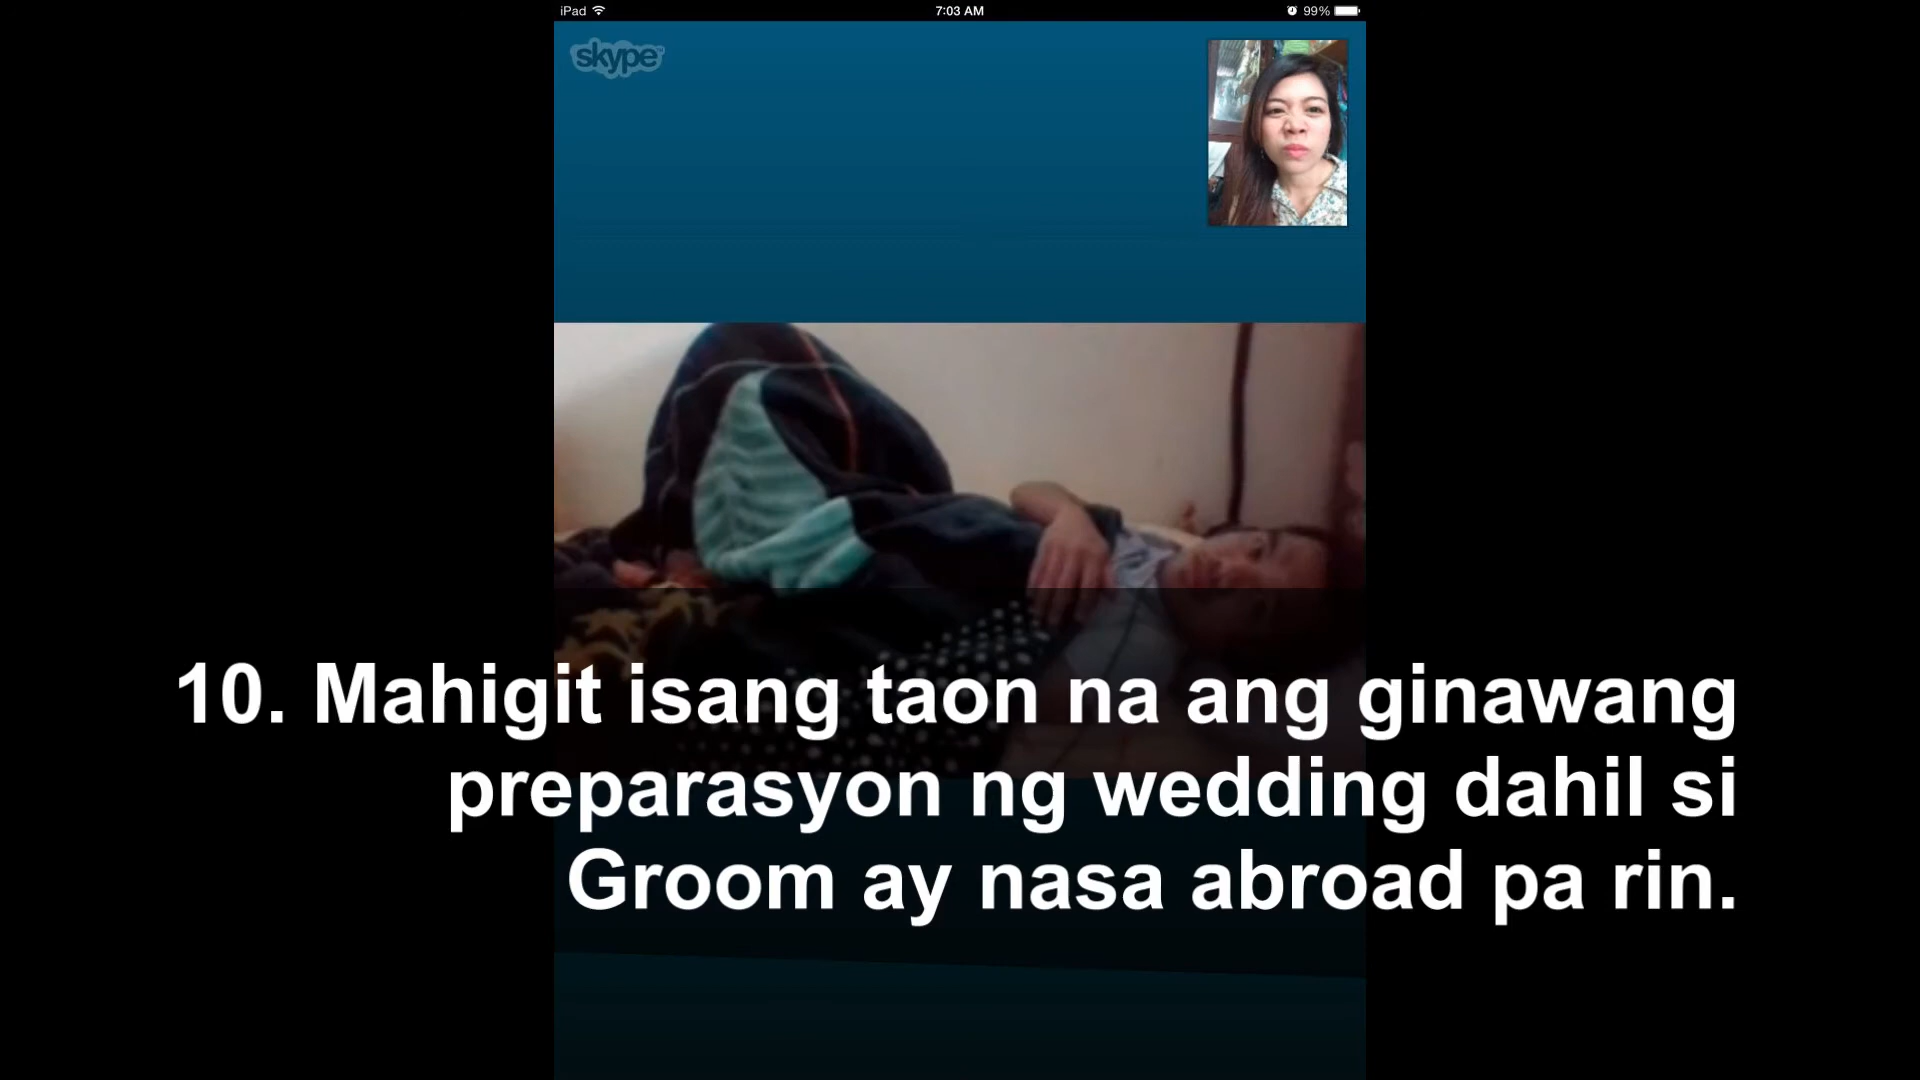 iPad 7:03 AM 99%
skype
10. Mahigit isang taon na ang ginawang
preparasyon ng wedding dahil si
Groom ay nasa abroad pa rin.